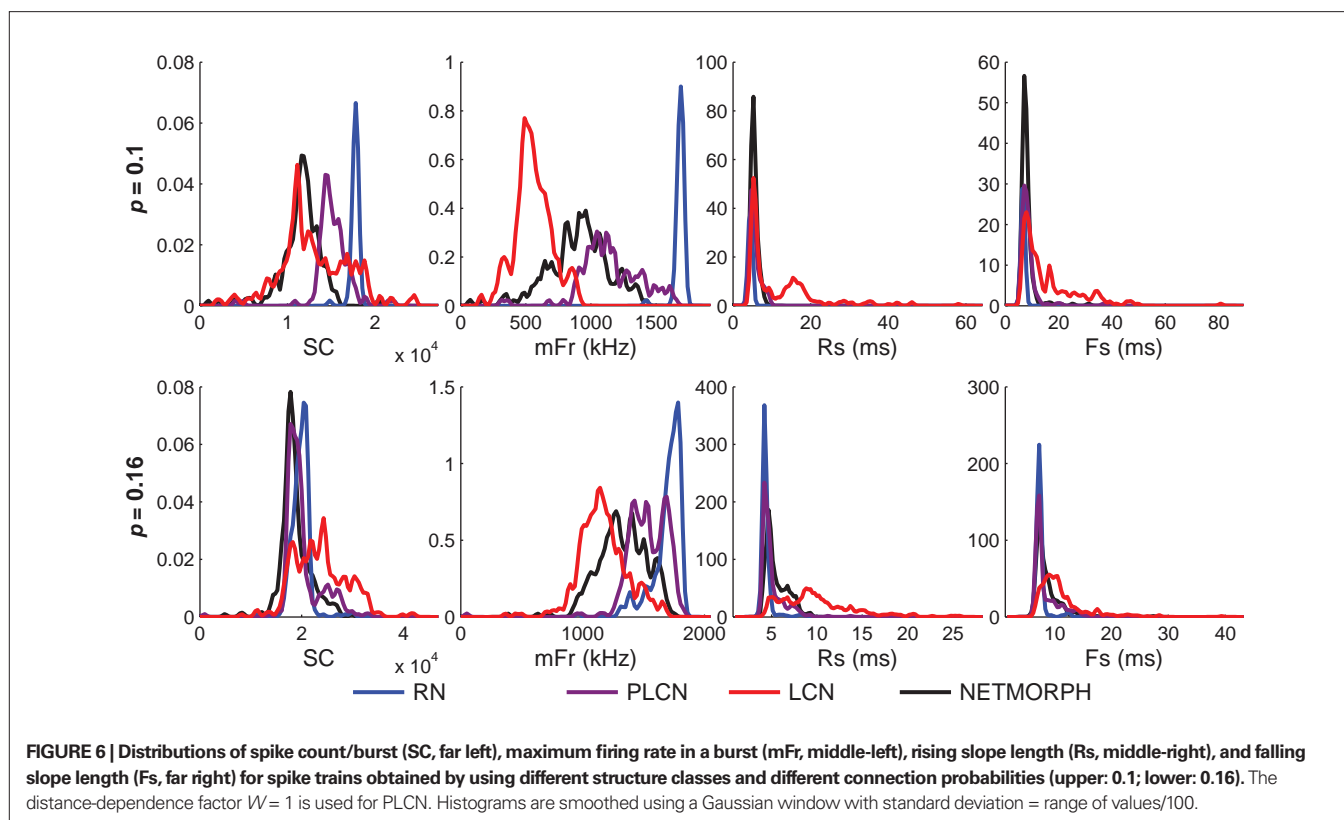 0.08 1 100 60
0.06 0.8 80 50
0.04 0.6 60 40
0.02 0.4 40 30
0 0.2 20 20
0 0 10
0
p = 0.1
0 1 2 500 1000 1500 0 20 40 60 0 20 40 60 80
SC x 10⁴ mFr (kHz) Rs (ms) Fs (ms)
0.08 1.5 400 300
0.06 1 300 200
0.04 0.5 200 100
0.02 0 100 0
0 0
p = 0.16
0 2 4 0 1000 2000 5 10 15 20 25 10 20 30 40
SC x 10⁴ mFr (kHz) Rs (ms) Fs (ms)
RN PLCN LCN NETMORPH
FIGURE 6 | Distributions of spike count/burst (SC, far left), maximum firing rate in a burst (mFr, middle-left), rising slope length (Rs, middle-right), and falling
slope length (Fs, far right) for spike trains obtained by using different structure classes and different connection probabilities (upper: 0.1; lower: 0.16). The
distance-dependence factor W = 1 is used for PLCN. Histograms are smoothed using a Gaussian window with standard deviation = range of values/100.